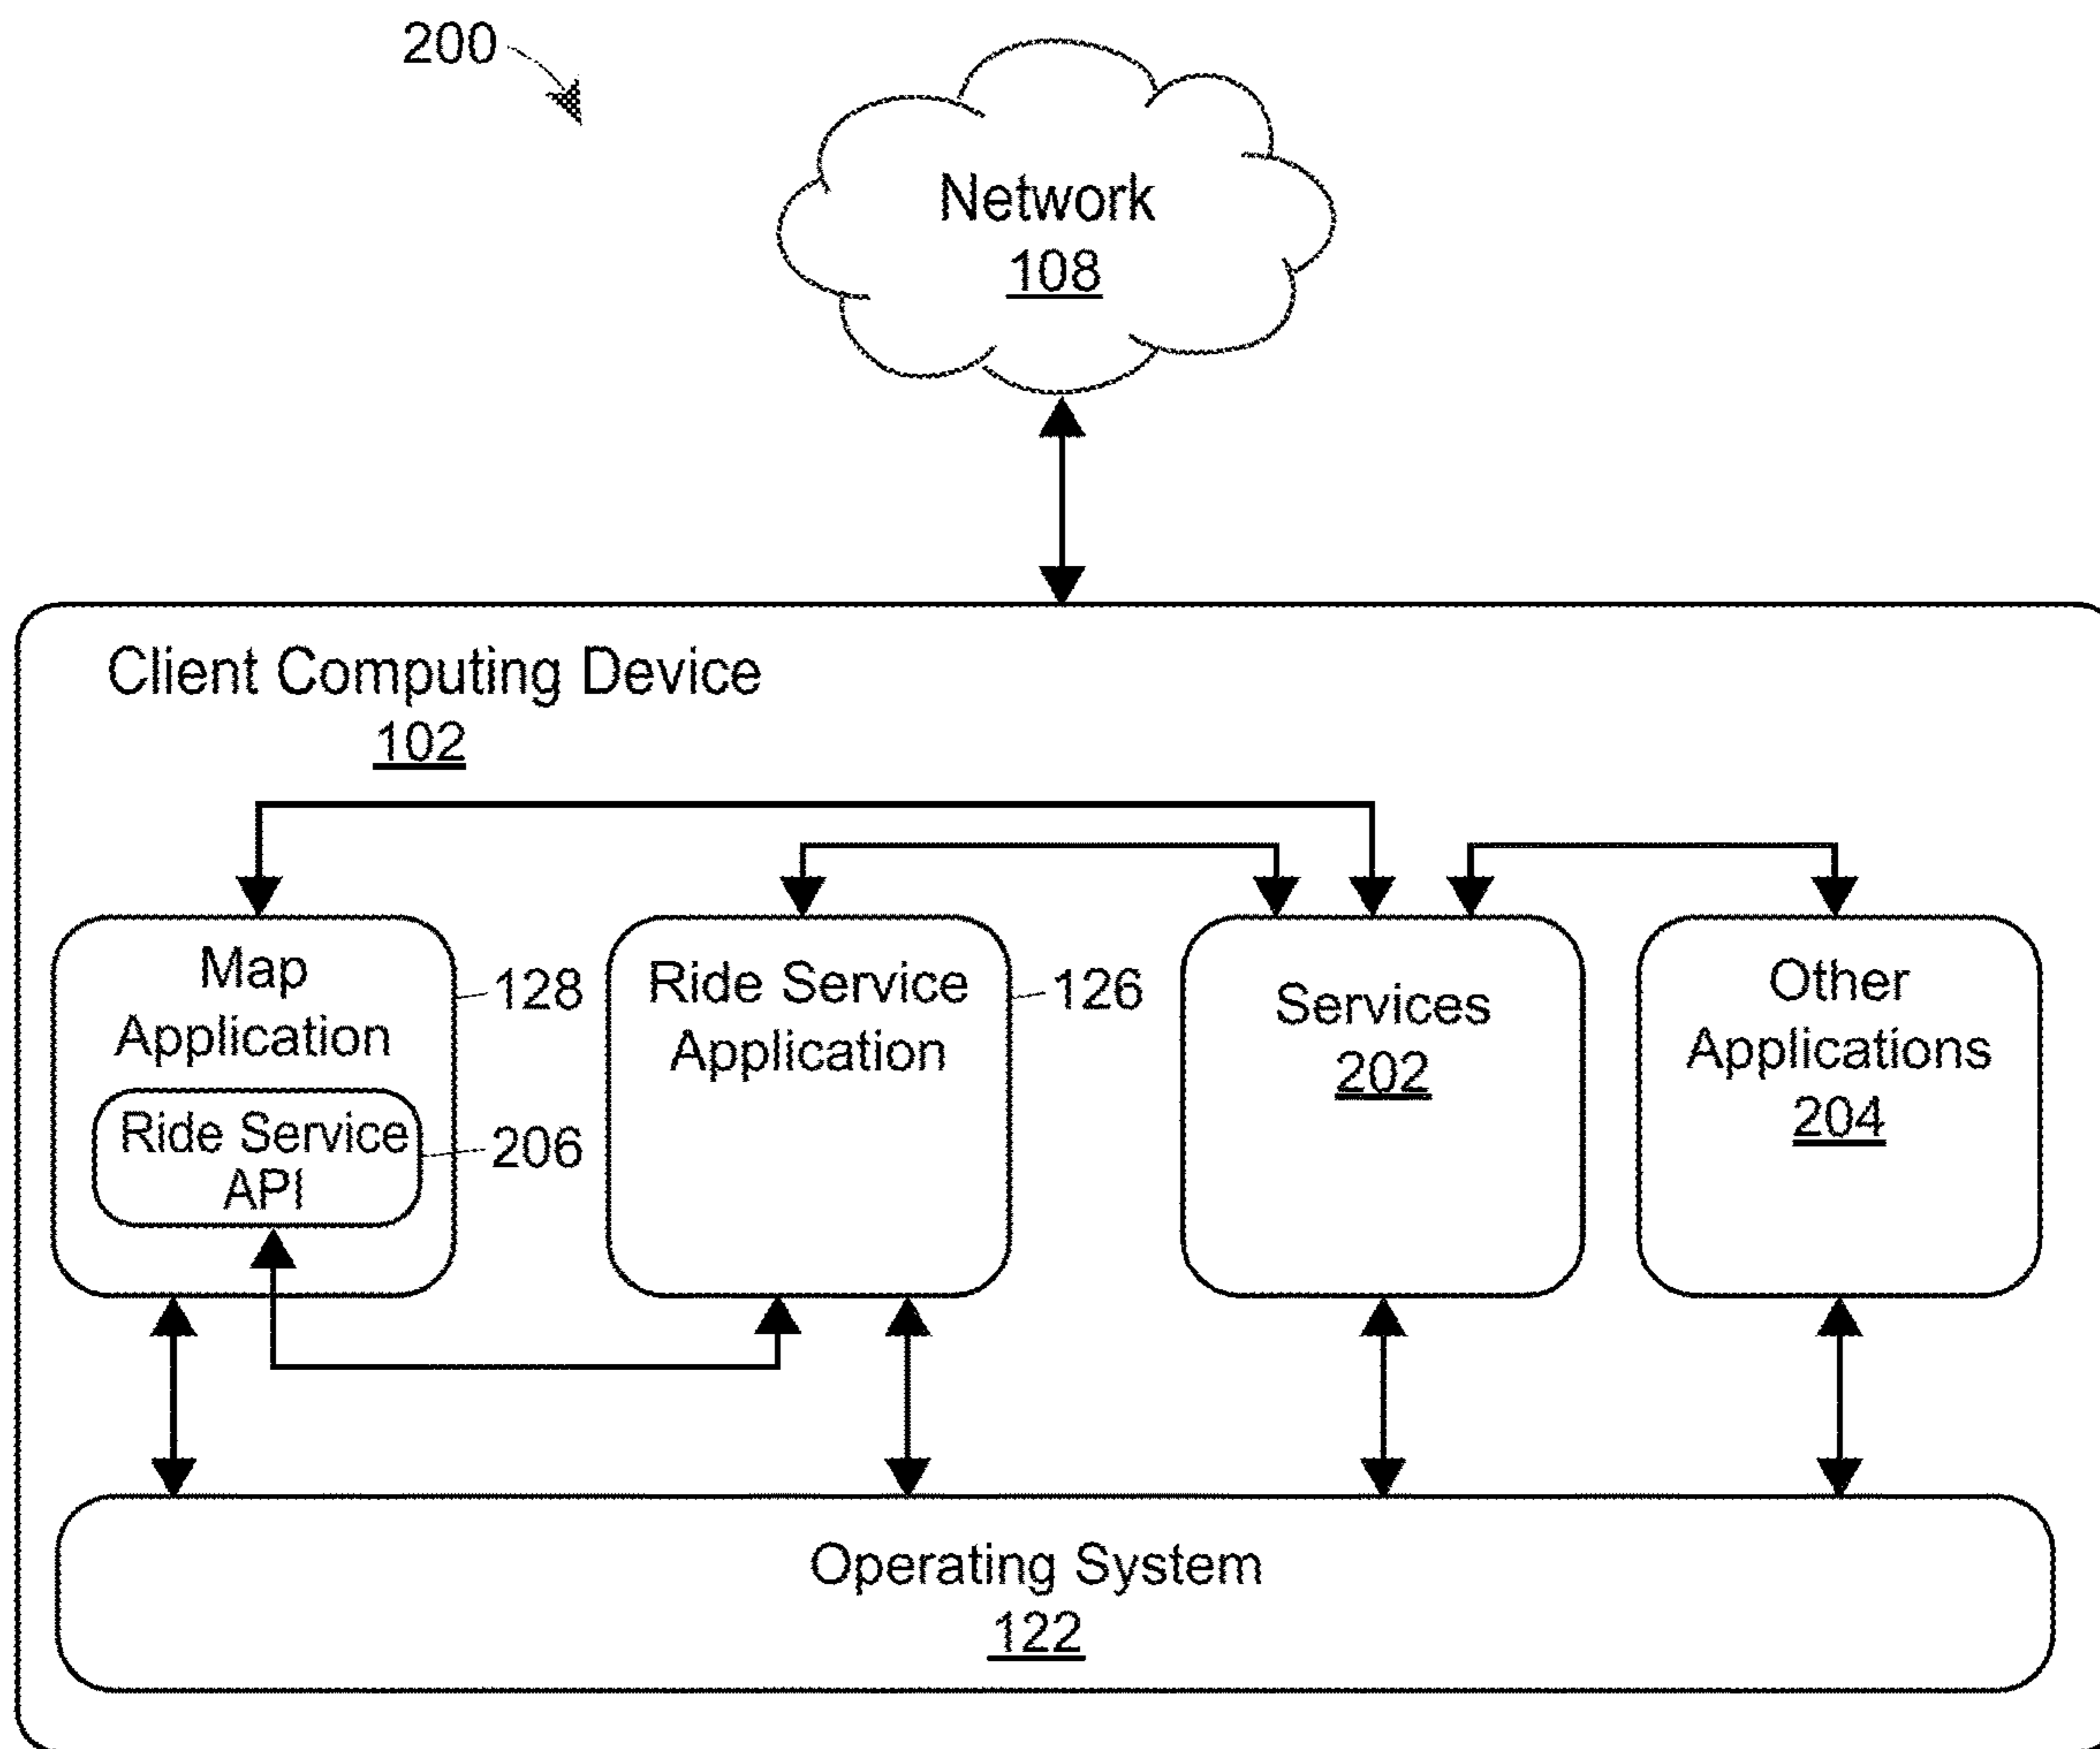 200
Network
108
Client Computing Device
102
Map
Application
128
Ride Service
API
206
Ride Service
Application
126
Services
202
Other
Applications
204
Operating System
122